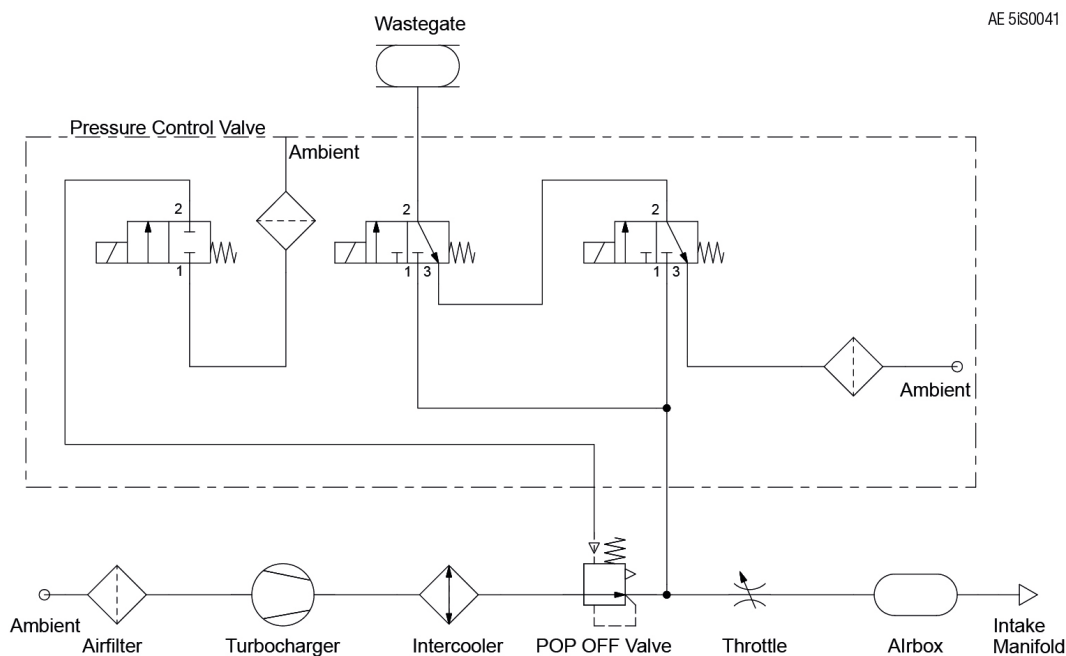 AE 5iS0041
Wastegate
Pressure Control Valve
Ambient
2
2
2
1
1 3
1 3
Ambient
Ambient
Airfilter
Turbocharger
Intercooler
POP OFF Valve
Throttle
AIrbox
Intake
Manifold